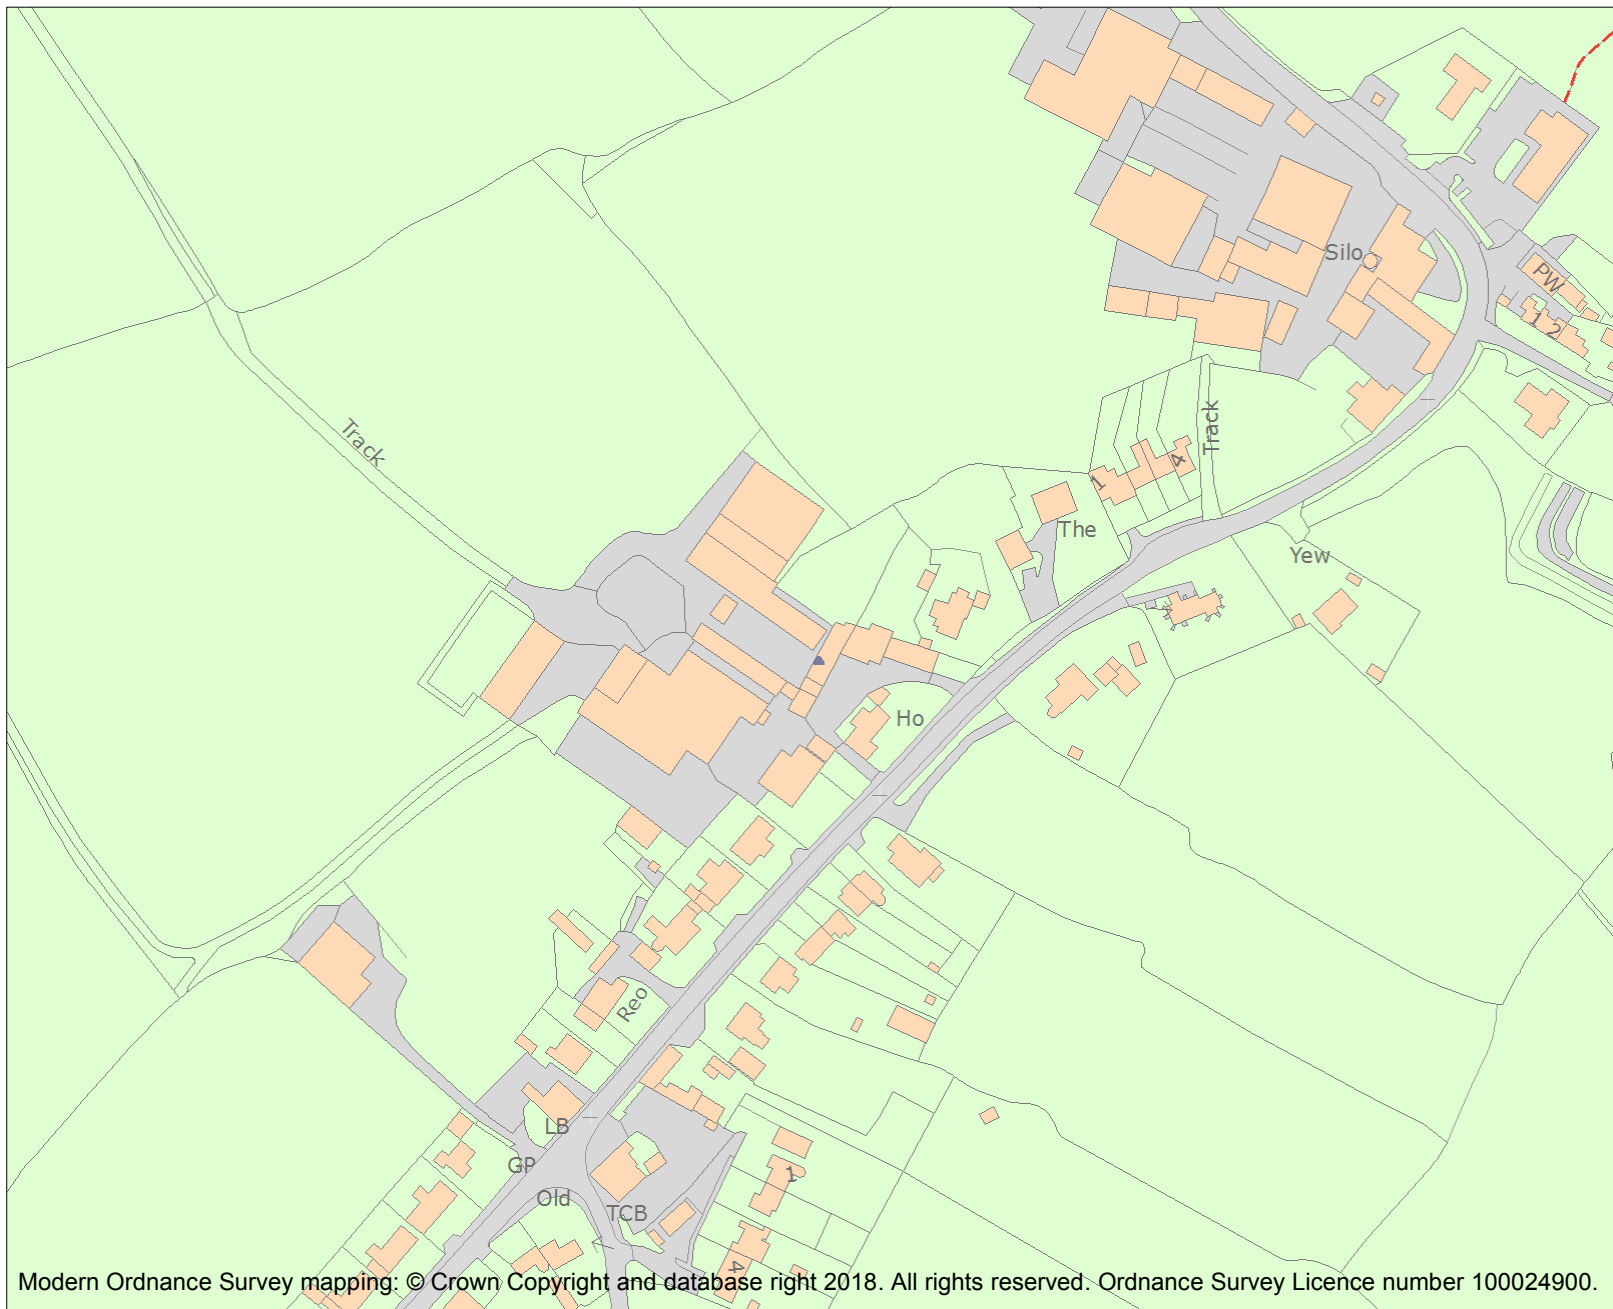 Silo
PW
1 2
Track
Track
4
1
The
Yew
Ho
Reo
LB
GP
1
Old
TCB
4
Modern Ordnance Survey mapping: © Crown Copyright and database right 2018. All rights reserved. Ordnance Survey Licence number 100024900.